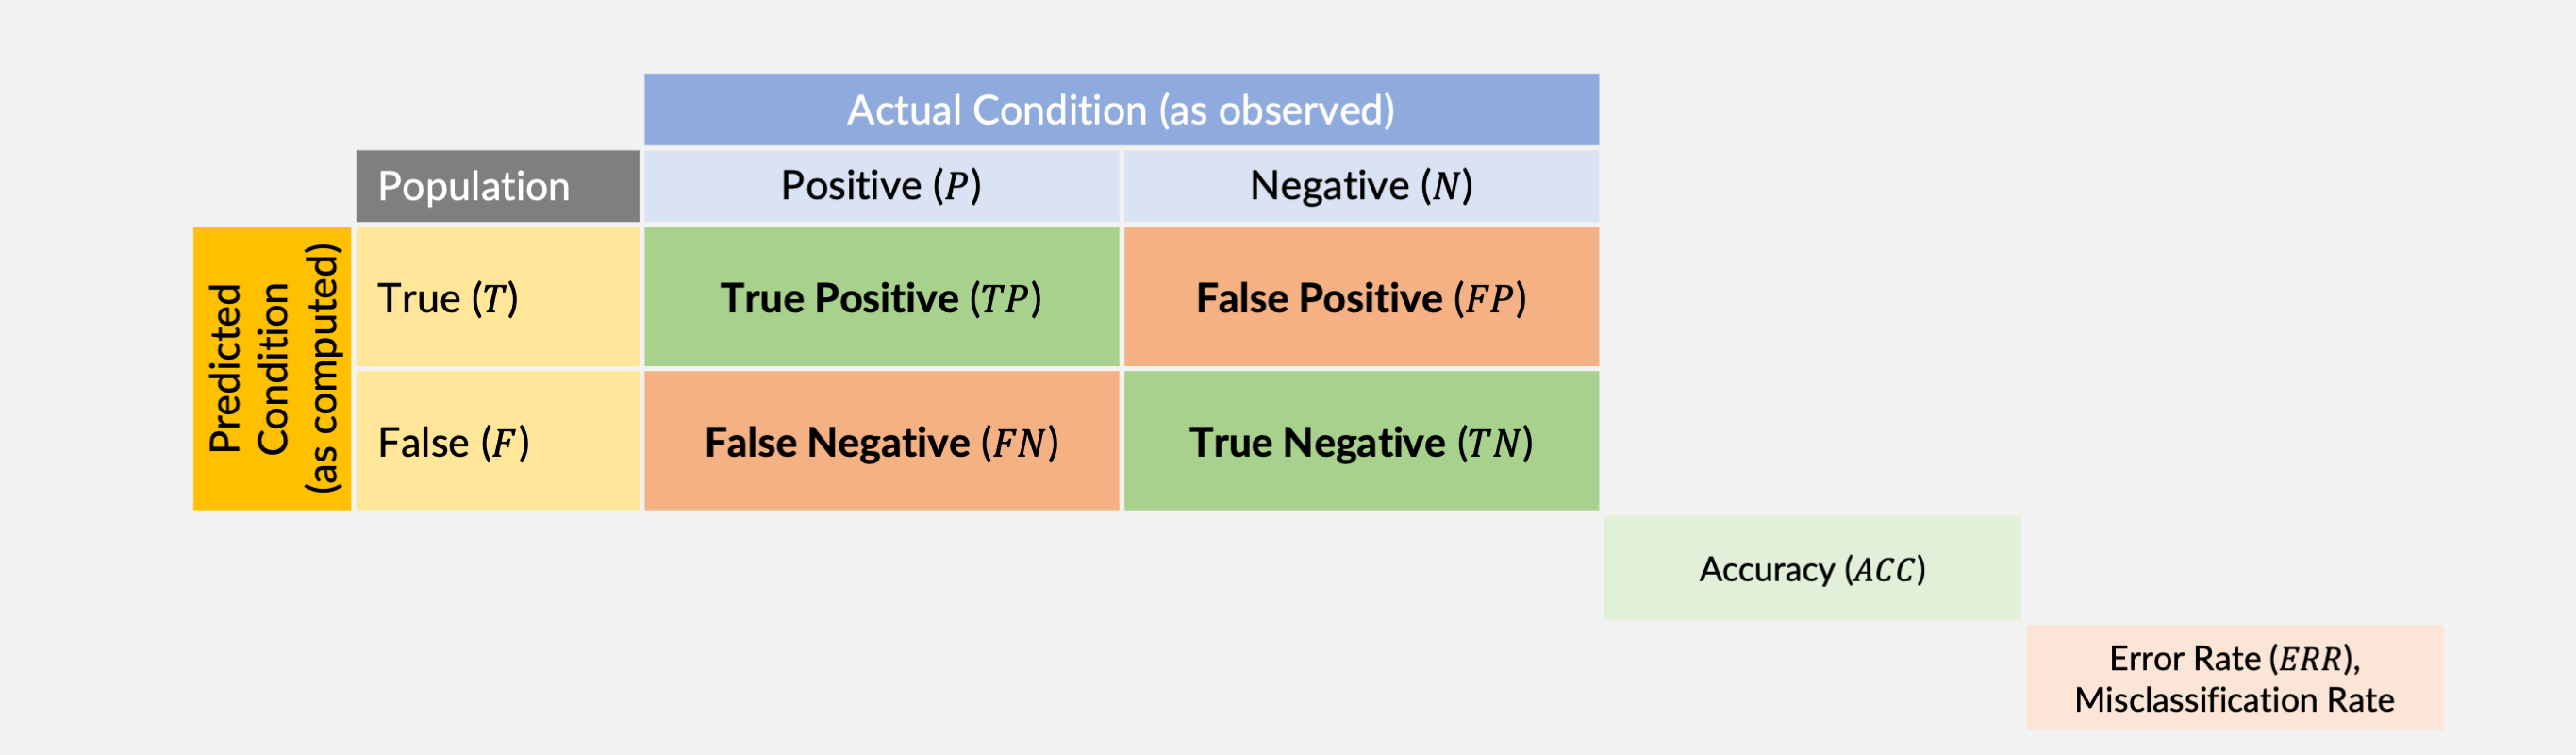 Actual Condition (as observed)
Population
Positive (P)
Negative (N)
Predicted
Condition
(as computed)
True (T)
True Positive (TP)
False Positive (FP)
False (F)
False Negative (FN)
True Negative (TN)
Accuracy (ACC)
Error Rate (ERR),
Misclassification Rate